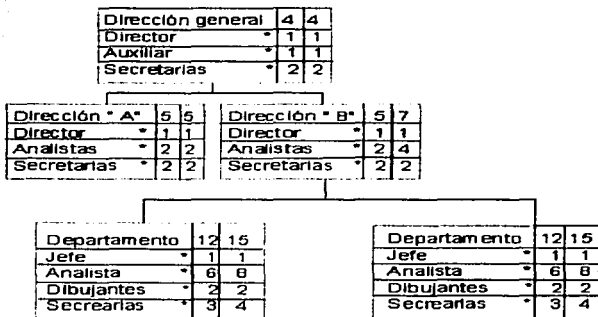 Dirección general 4 4
Director * 1 1
Auxiliar * 1 1
Secretarias * 2 2
Dirección " A" 5 5
Director * 1 1
Analistas * 2 2
Secretarias * 2 2
Dirección " B" 5 7
Director * 1 1
Analistas * 2 4
Secretarias * 2 2
Departamento 12 15
Jefe * 1 1
Analista * 6 8
Dibujantes * 2 2
Secrearias * 3 4
Departamento 12 15
Jefe * 1 1
Analista * 6 8
Dibujantes * 2 2
Secrearias * 3 4